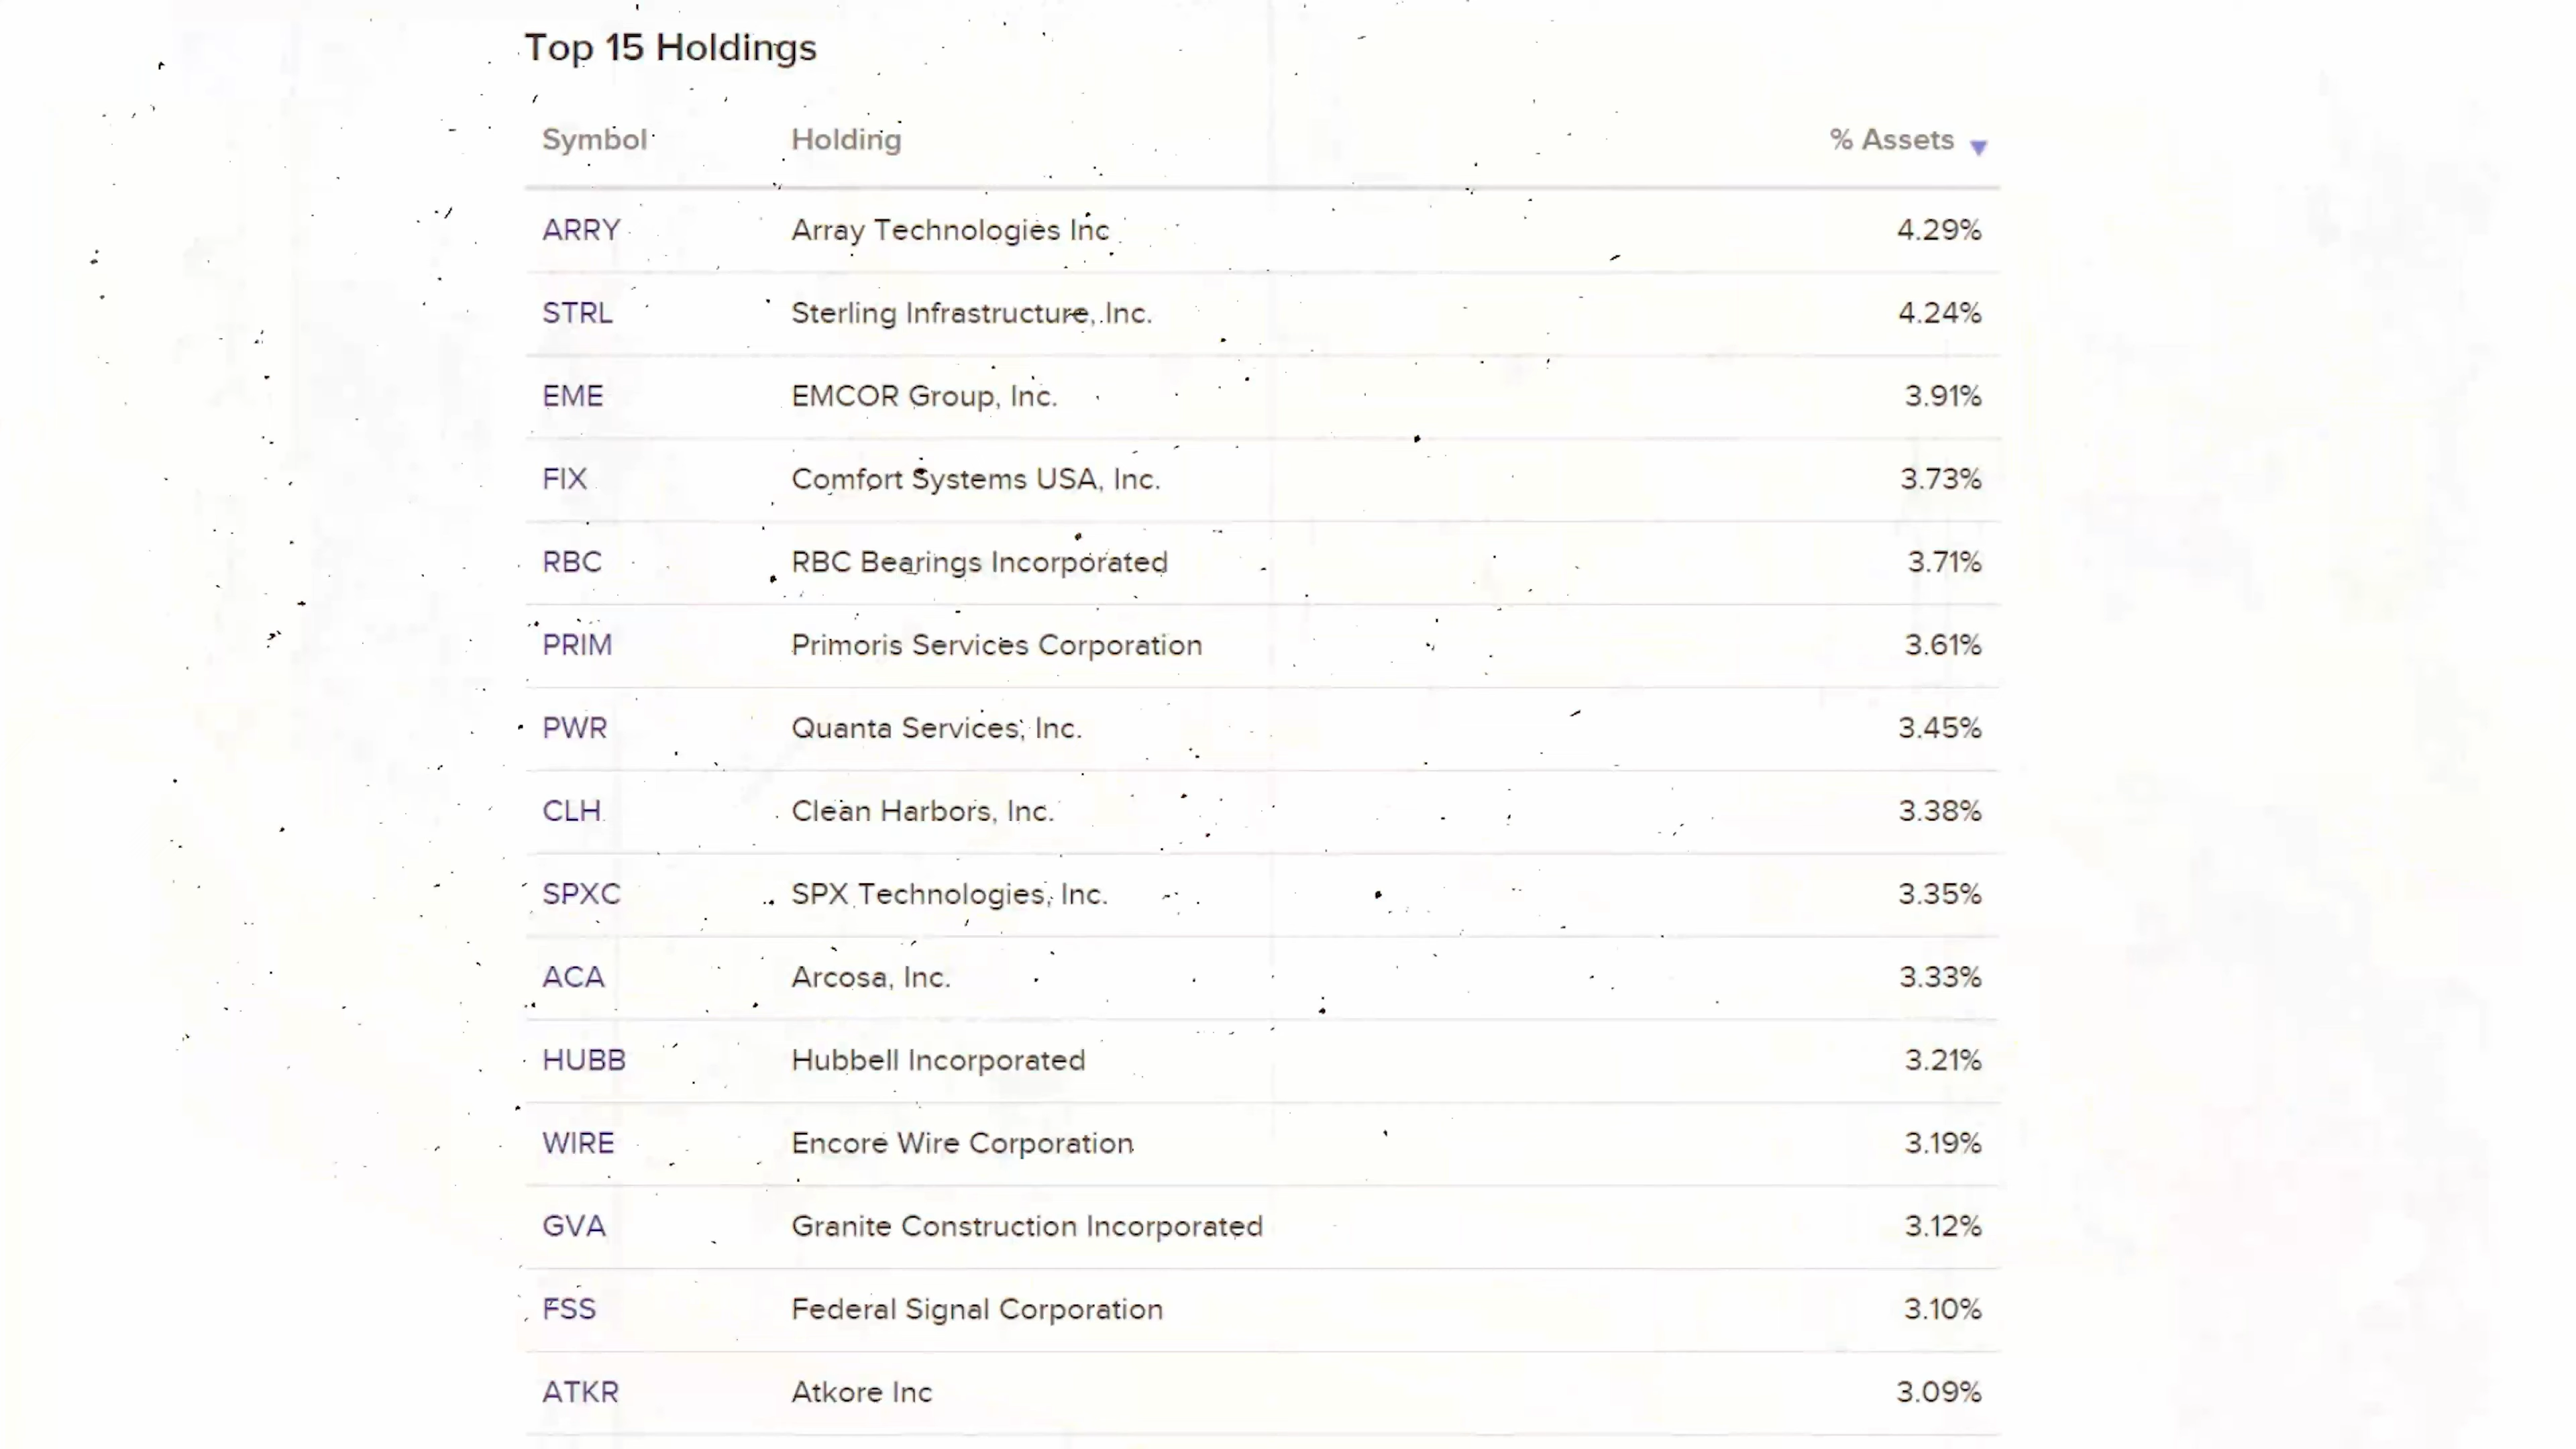 Top 15 Holdings
Symbol Holding % Assets
ARRY Array Technologies Inc 4.29%
STRL Sterling Infrastructure, Inc. 4.24%
EME EMCOR Group, Inc. 3.91%
FIX Comfort Systems USA, Inc. 3.73%
RBC RBC Bearings Incorporated 3.71%
PRIM Primoris Services Corporation 3.61%
PWR Quanta Services, Inc. 3.45%
CLH Clean Harbors, Inc. 3.38%
SPXC SPX Technologies, Inc. 3.35%
ACA Arcosa, Inc. 3.33%
HUBB Hubbell Incorporated 3.21%
WIRE Encore Wire Corporation 3.19%
GVA Granite Construction Incorporated 3.12%
FSS Federal Signal Corporation 3.10%
ATKR Atkore Inc 3.09%